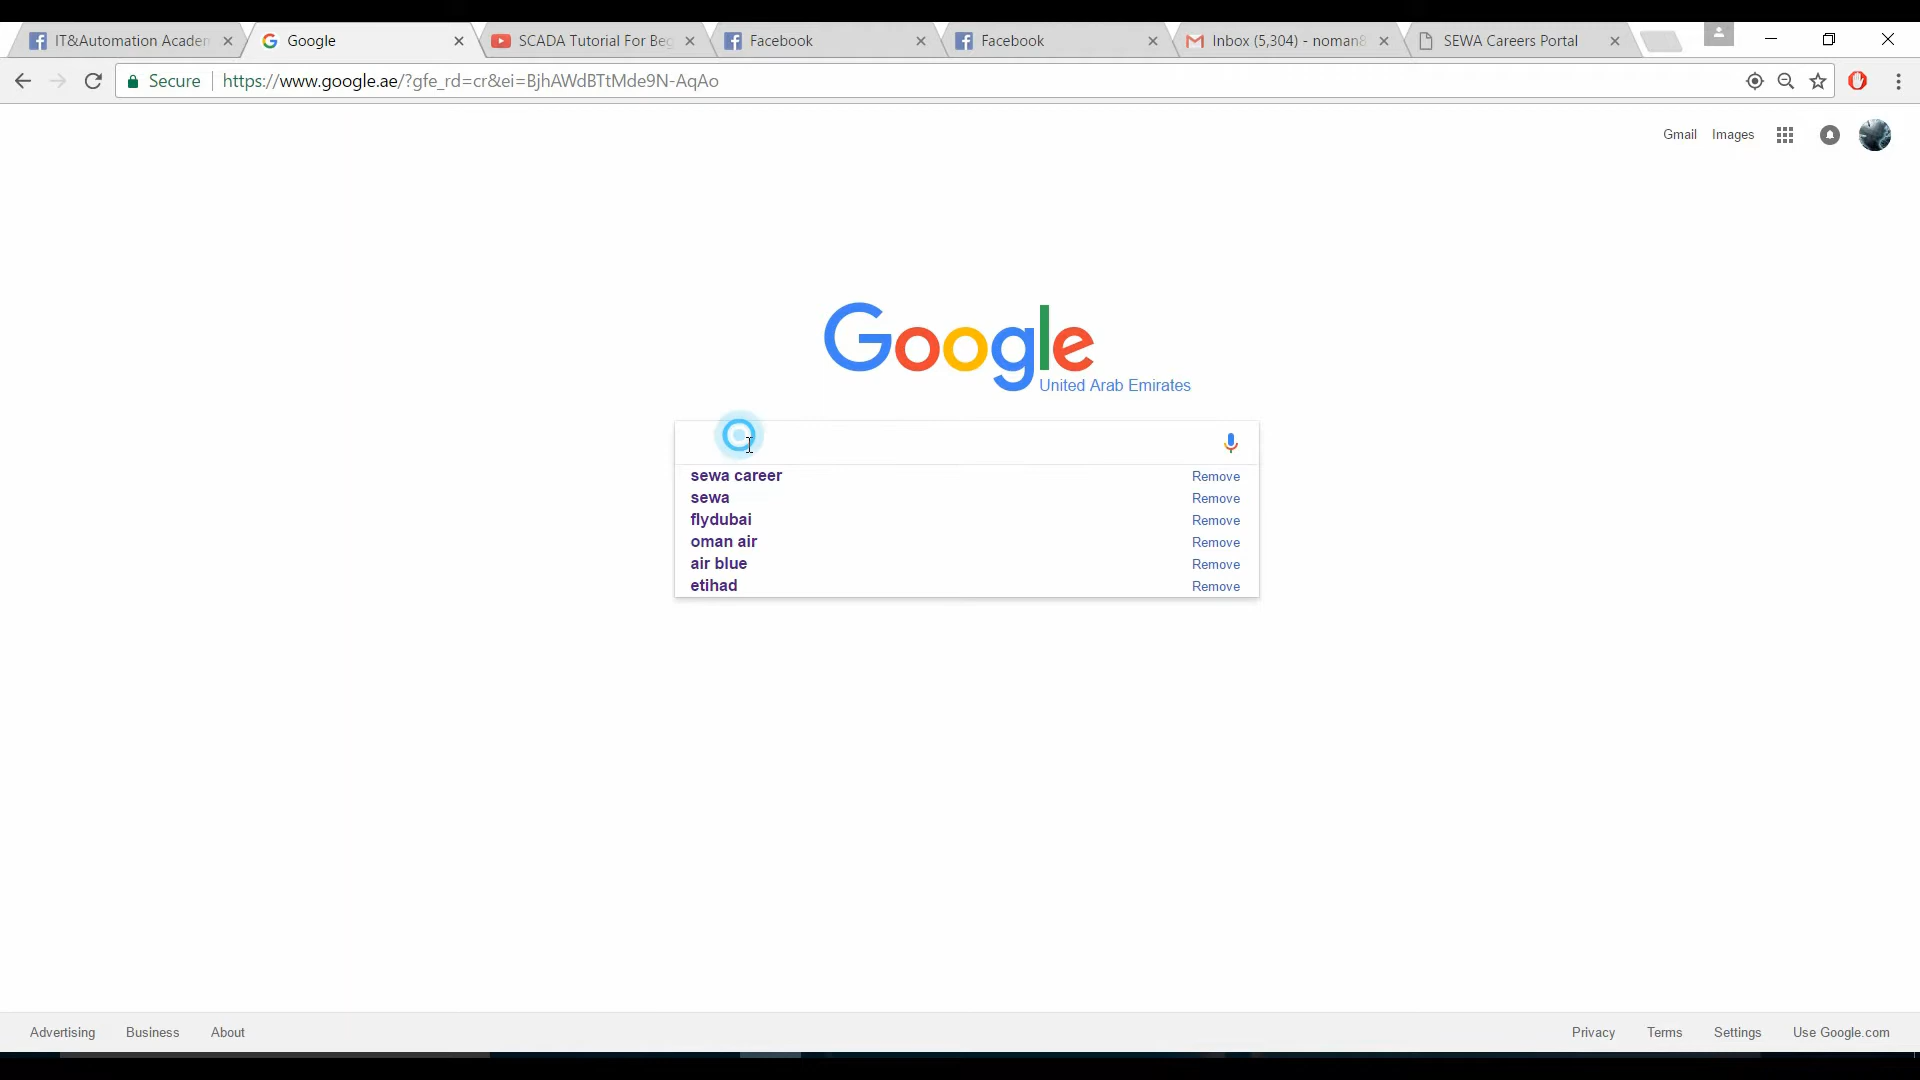 IT&Automation Academ
Google
SCADA Tutorial For Beg
Facebook
Facebook
Inbox (5,304) - noman8
SEWA Careers Portal
Secure
https://www.google.ae/?gfe_rd=cr&ei=BjhAWdBTtMde9N-AqAo
Gmail
Images
Google
United Arab Emirates
sewa career Remove
sewa Remove
flydubai Remove
oman air Remove
air blue Remove
etihad Remove
Advertising
Business
About
Privacy
Terms
Settings
Use Google.com